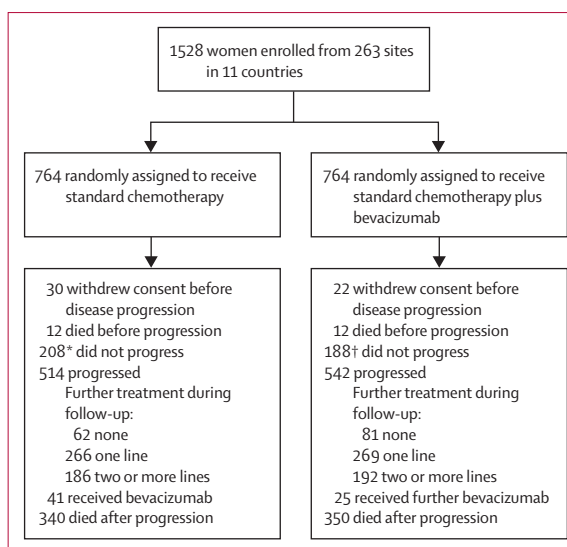 1528 women enrolled from 263 sites
in 11 countries
764 randomly assigned to receive
standard chemotherapy
764 randomly assigned to receive
standard chemotherapy plus
bevacizumab
30 withdrew consent before
disease progression
12 died before progression
208* did not progress
514 progressed
Further treatment during
follow-up:
62 none
266 one line
186 two or more lines
41 received bevacizumab
340 died after progression
22 withdrew consent before
disease progression
12 died before progression
188† did not progress
542 progressed
Further treatment during
follow-up:
81 none
269 one line
192 two or more lines
25 received further bevacizumab
350 died after progression